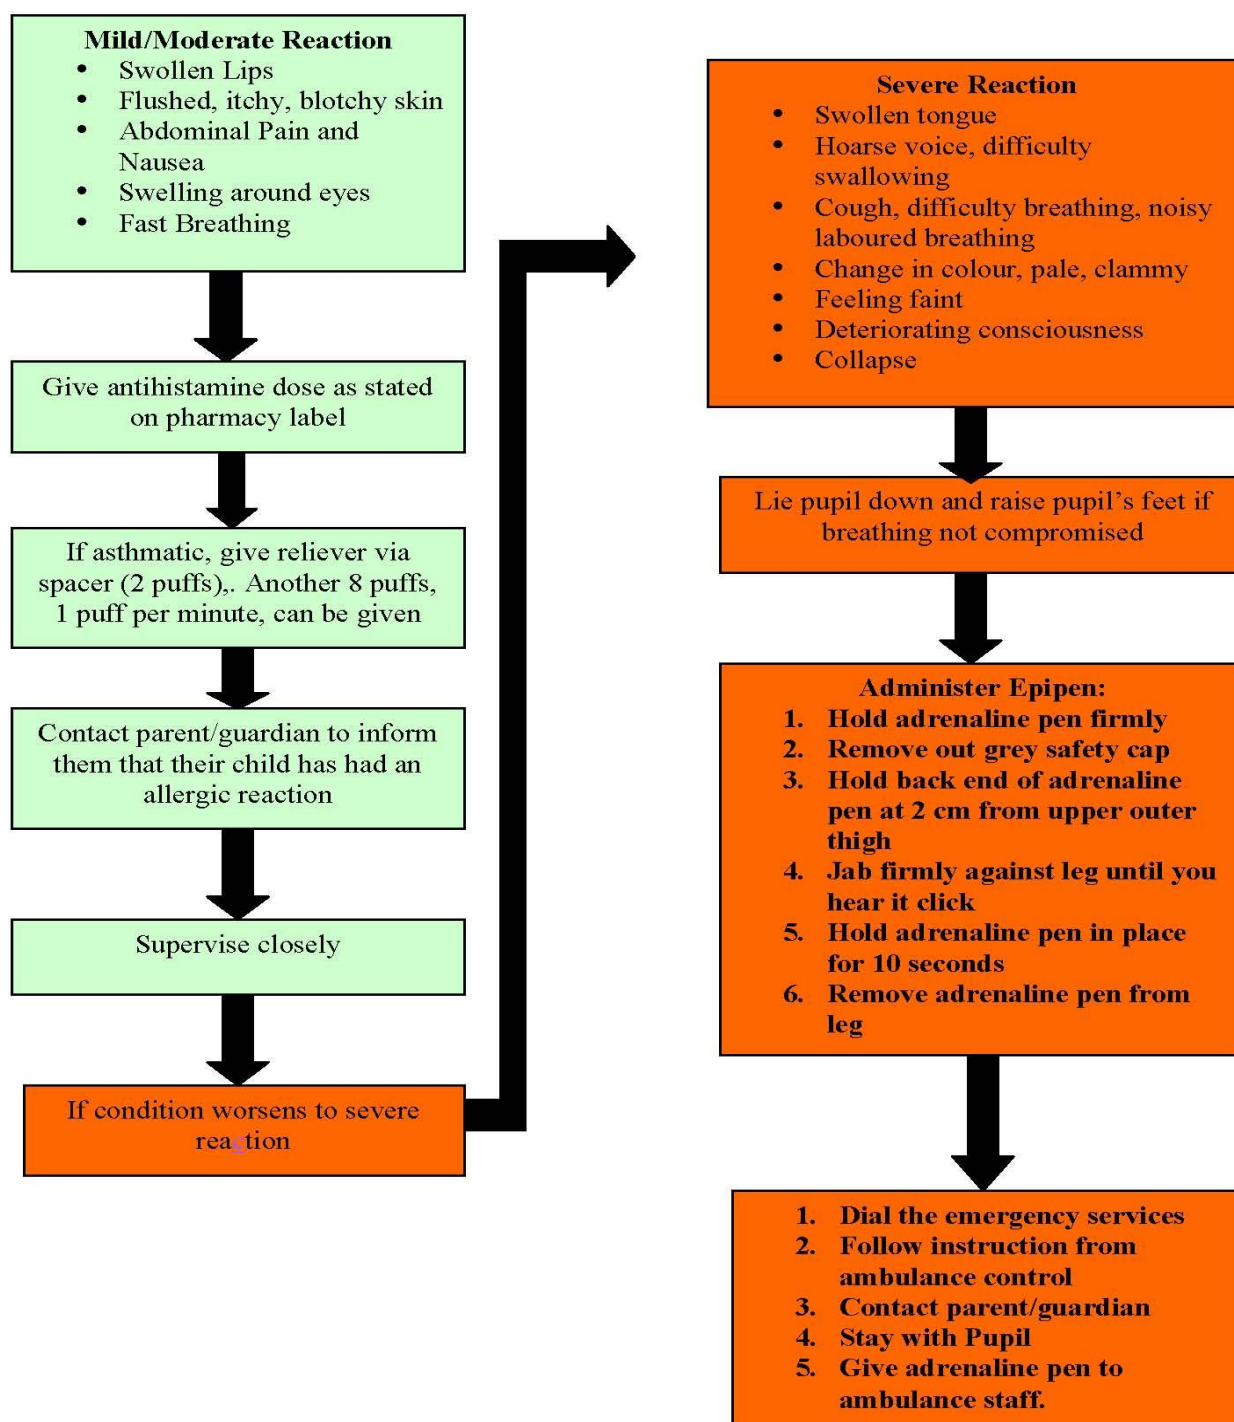 Mild/Moderate Reaction
• Swollen Lips
• Flushed, itchy, blotchy skin
• Abdominal Pain and
Nausea
• Swelling around eyes
• Fast Breathing
Give antihistamine dose as stated
on pharmacy label
If asthmatic, give reliever via
spacer (2 puffs),. Another 8 puffs,
1 puff per minute, can be given
Contact parent/guardian to inform
them that their child has had an
allergic reaction
Supervise closely
If condition worsens to severe
reaction
Severe Reaction
• Swollen tongue
• Hoarse voice, difficulty
swallowing
• Cough, difficulty breathing, noisy
laboured breathing
• Change in colour, pale, clammy
• Feeling faint
• Deteriorating consciousness
• Collapse
Lie pupil down and raise pupil’s feet if
breathing not compromised
Administer Epipen:
1. Hold adrenaline pen firmly
2. Remove out grey safety cap
3. Hold back end of adrenaline
pen at 2 cm from upper outer
thigh
4. Jab firmly against leg until you
hear it click
5. Hold adrenaline pen in place
for 10 seconds
6. Remove adrenaline pen from
leg
1. Dial the emergency services
2. Follow instruction from
ambulance control
3. Contact parent/guardian
4. Stay with Pupil
5. Give adrenaline pen to
ambulance staff.